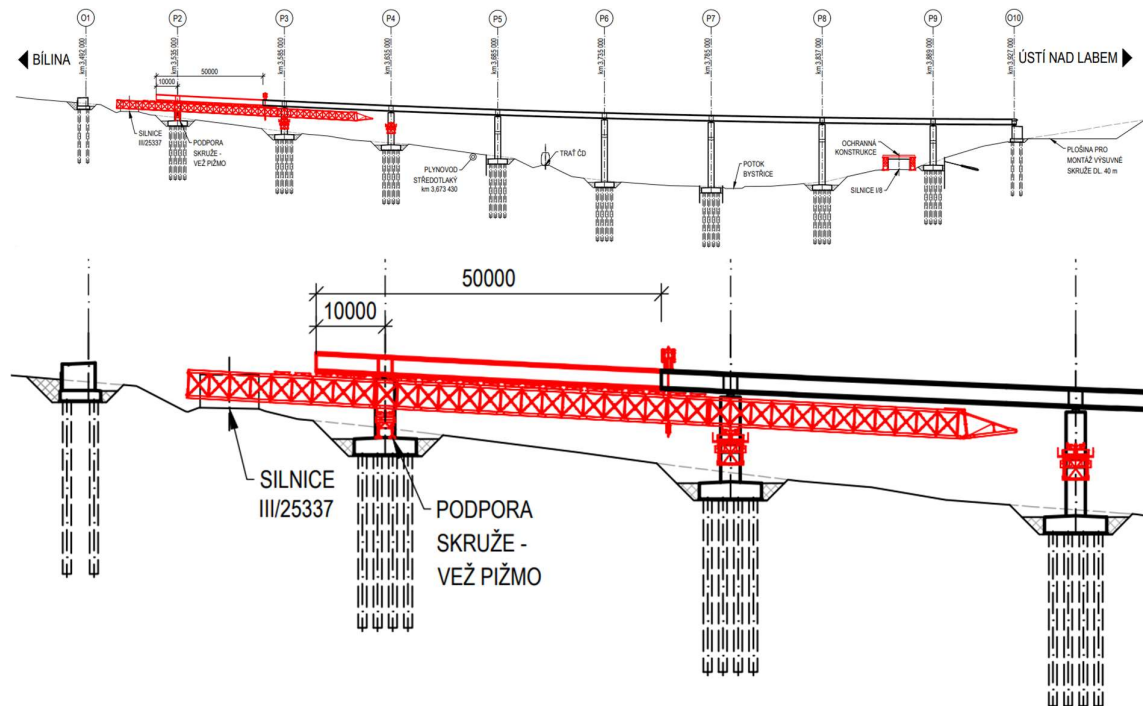 O1
P2
P3
P4
P5
P6
P7
P8
P9
O10
BÍLINA
km 3,492 000
km 3,535 000
km 3,585 000
km 3,635 000
km 3,685 000
km 3,735 000
km 3,785 000
km 3,837 000
km 3,889 000
km 3,927 000
ÚSTÍ NAD LABEM
50000
10000
SILNICE
III/25337
PODPORA
SKRUŽE -
VEŽ PIŽMO
PLYNOVOD
STŘEDOTLAKÝ
km 3,673 430
TRAŤ ČD
POTOK
BYSTŘICE
OCHRANNÁ
KONSTRUKCE
SILNICE I/8
PLOŠINA PRO
MONTÁŽ VÝSUVNÉ
SKRUŽE DL. 40 m
50000
10000
SILNICE
III/25337
PODPORA
SKRUŽE -
VEŽ PIŽMO